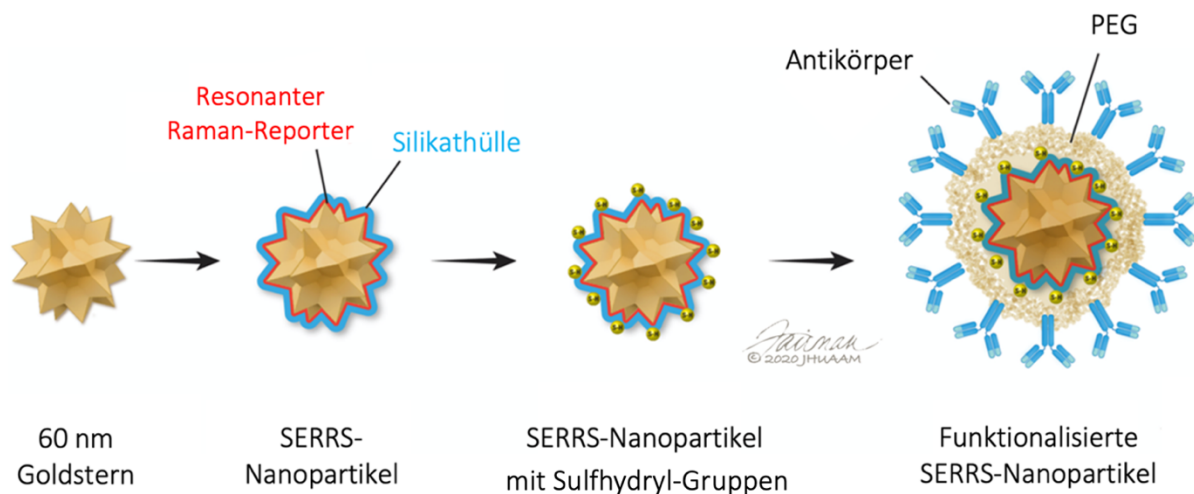 PEG
Antikörper
Resonanter
Raman-Reporter
Silikathülle
Fairman
© 2020 JHUAAM
60 nm
Goldstern
SERRS-
Nanopartikel
SERRS-Nanopartikel
mit Sulfhydryl-Gruppen
Funktionalisierte
SERRS-Nanopartikel